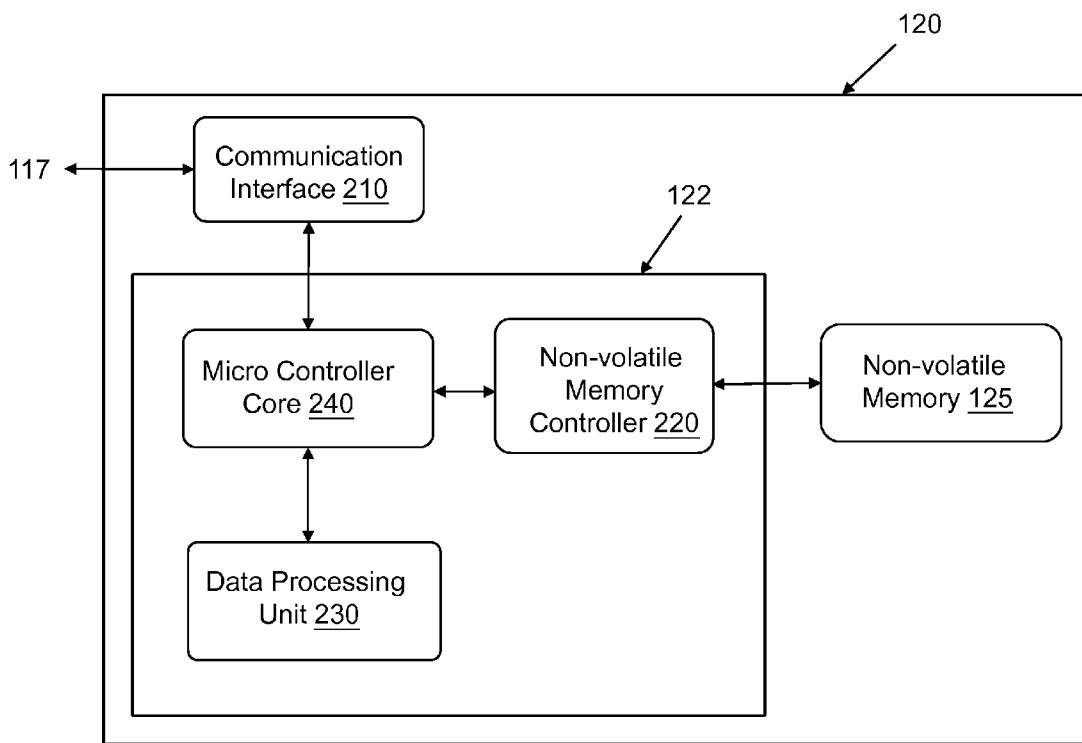 120
117
Communication
Interface 210
122
Micro Controller
Core 240
Non-volatile
Memory
Controller 220
Non-volatile
Memory 125
Data Processing
Unit 230